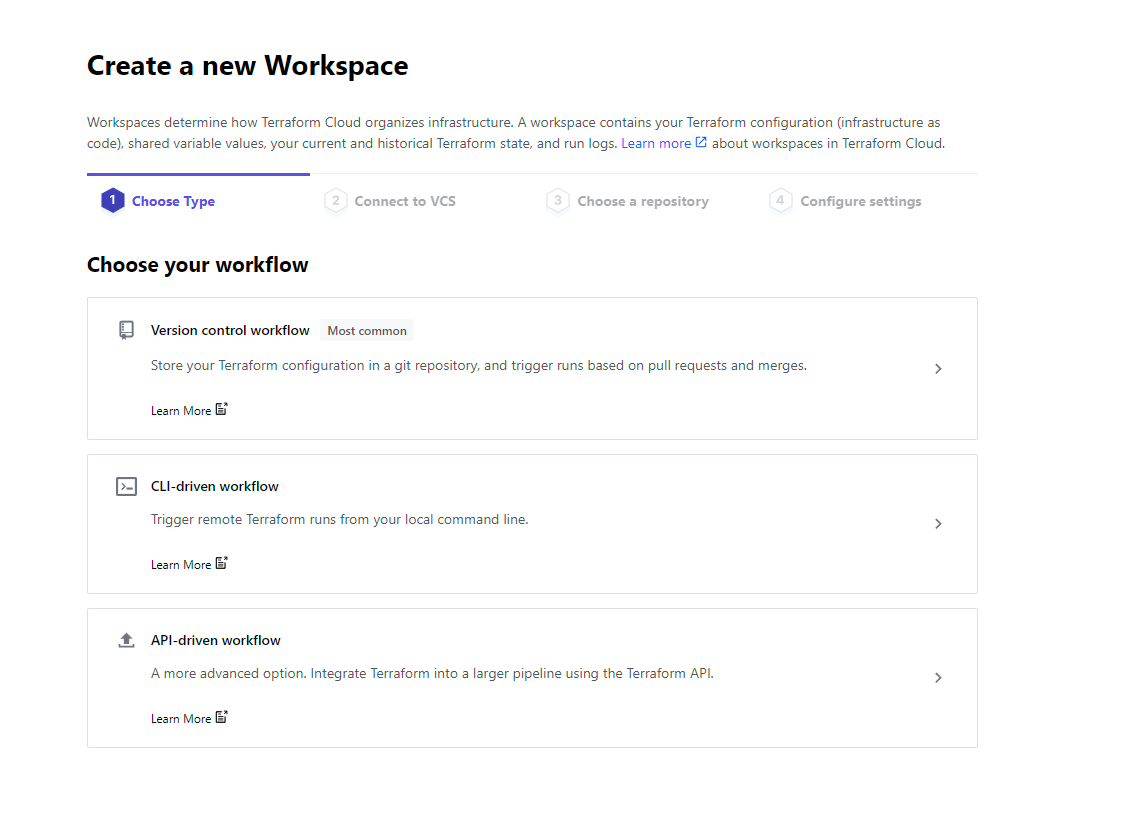 Create a new Workspace
Workspaces determine how Terraform Cloud organizes infrastructure. A workspace contains your Terraform configuration (infrastructure as
code), shared variable values, your current and historical Terraform state, and run logs. Learn more about workspaces in Terraform Cloud.
1 Choose Type 2 Connect to VCS 3 Choose a repository 4 Configure settings
Choose your workflow
Version control workflow Most common
Store your Terraform configuration in a git repository, and trigger runs based on pull requests and merges.
Learn More
CLI-driven workflow
Trigger remote Terraform runs from your local command line.
Learn More
API-driven workflow
A more advanced option. Integrate Terraform into a larger pipeline using the Terraform API.
Learn More